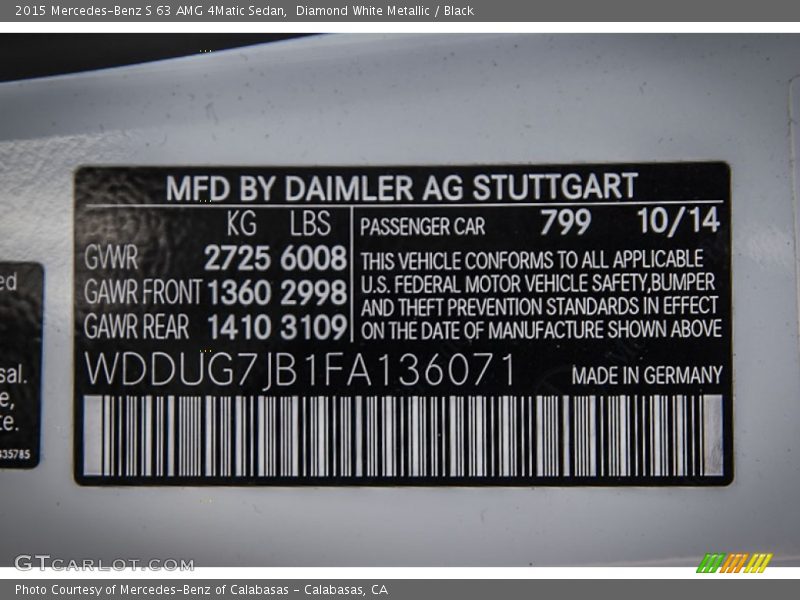 2015 Mercedes-Benz S 63 AMG 4Matic Sedan, Diamond White Metallic / Black
MFD BY DAIMLER AG STUTTGART
KG LBS
GVWR 2725 6008
GAWR FRONT 1360 2998
GAWR REAR 1410 3109
PASSENGER CAR 799 10/14
THIS VEHICLE CONFORMS TO ALL APPLICABLE
U.S. FEDERAL MOTOR VEHICLE SAFETY,BUMPER
AND THEFT PREVENTION STANDARDS IN EFFECT
ON THE DATE OF MANUFACTURE SHOWN ABOVE
WDDUG7JB1FA136071 MADE IN GERMANY
ed
sal.
e,
te.
335785
GTCARLOT.COM
Photo Courtesy of Mercedes-Benz of Calabasas - Calabasas, CA